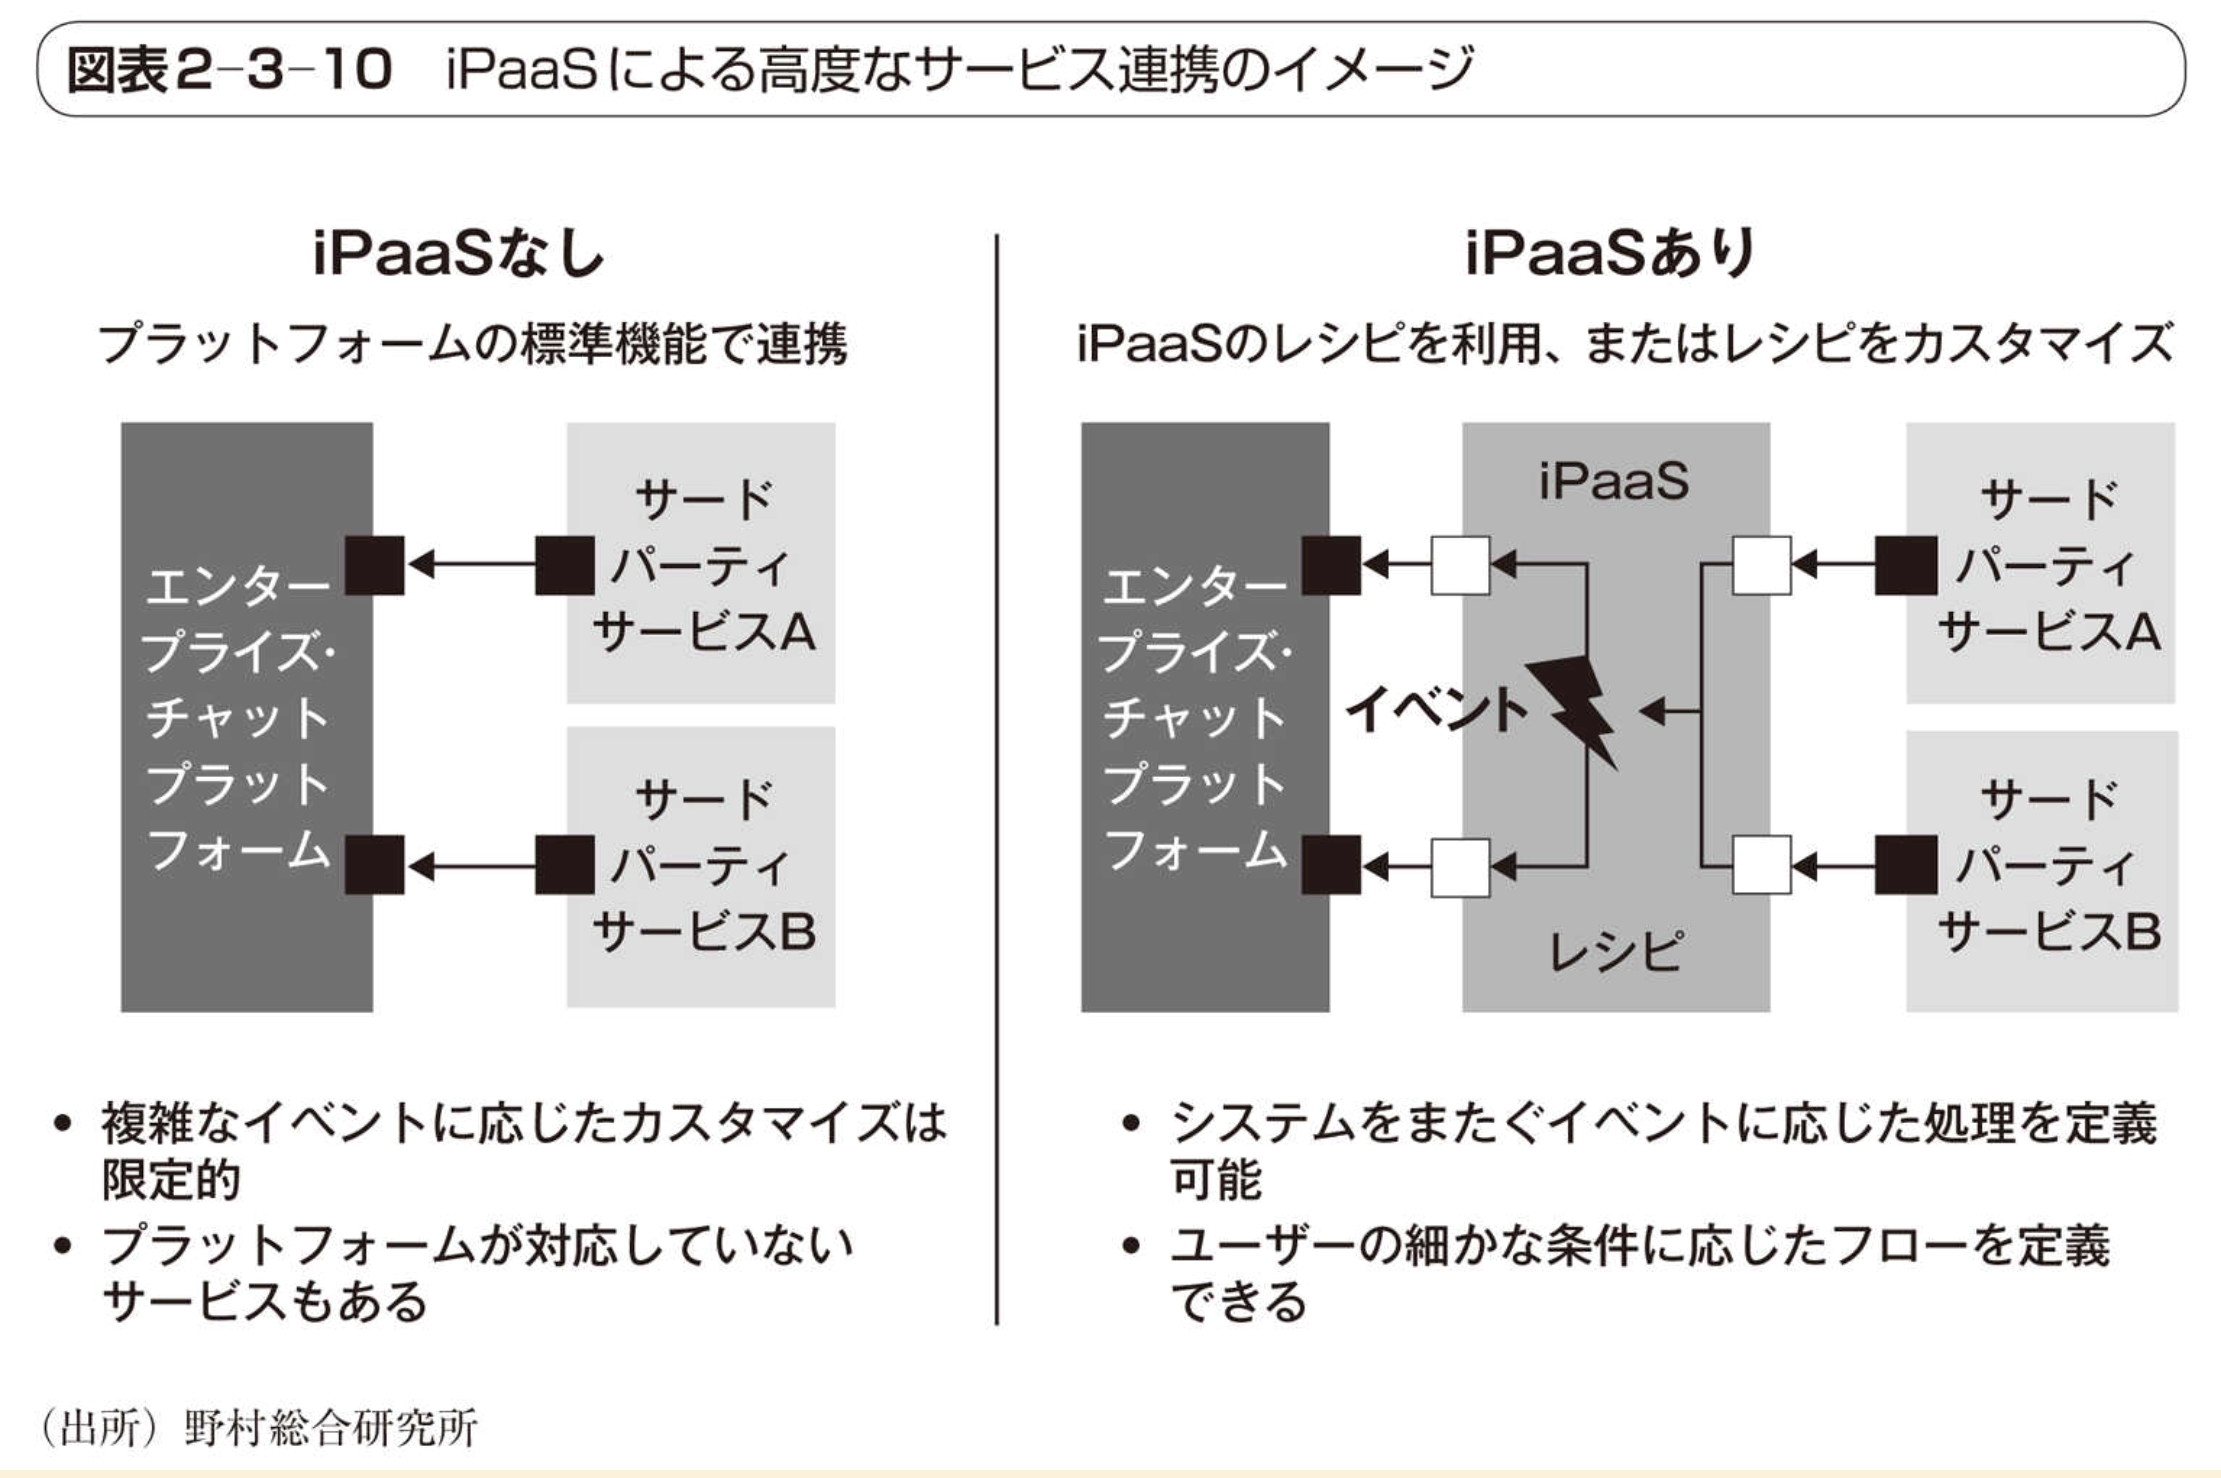 図表2-3-10 iPaaSによる高度なサービス連携のイメージ
iPaaSなし
プラットフォームの標準機能で連携
エンター
プライズ・
チャット
プラット
フォーム
サード
パーティ
サービスA
サード
パーティ
サービスB
• 複雑なイベントに応じたカスタマイズは
限定的
• プラットフォームが対応していない
サービスもある
iPaaSあり
iPaaSのレシピを利用、またはレシピをカスタマイズ
エンター
プライズ・
チャット
プラット
フォーム
iPaaS
イベント
レシピ
サード
パーティ
サービスA
サード
パーティ
サービスB
• システムをまたぐイベントに応じた処理を定義
可能
• ユーザーの細かな条件に応じたフローを定義
できる
（出所）野村総合研究所